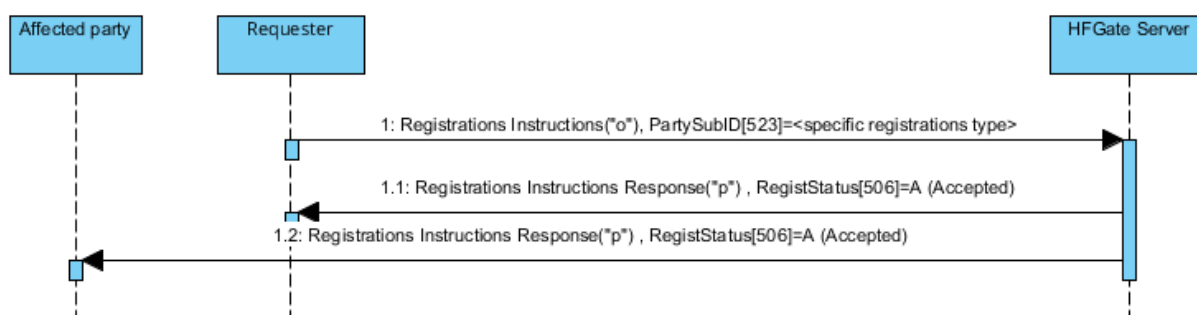 Affected party
Requester
HFGate Server
1: Registrations Instructions("o"), PartySubID[523]=<specific registrations type>
1.1: Registrations Instructions Response("p") , RegistStatus[506]=A (Accepted)
1.2: Registrations Instructions Response("p") , RegistStatus[506]=A (Accepted)